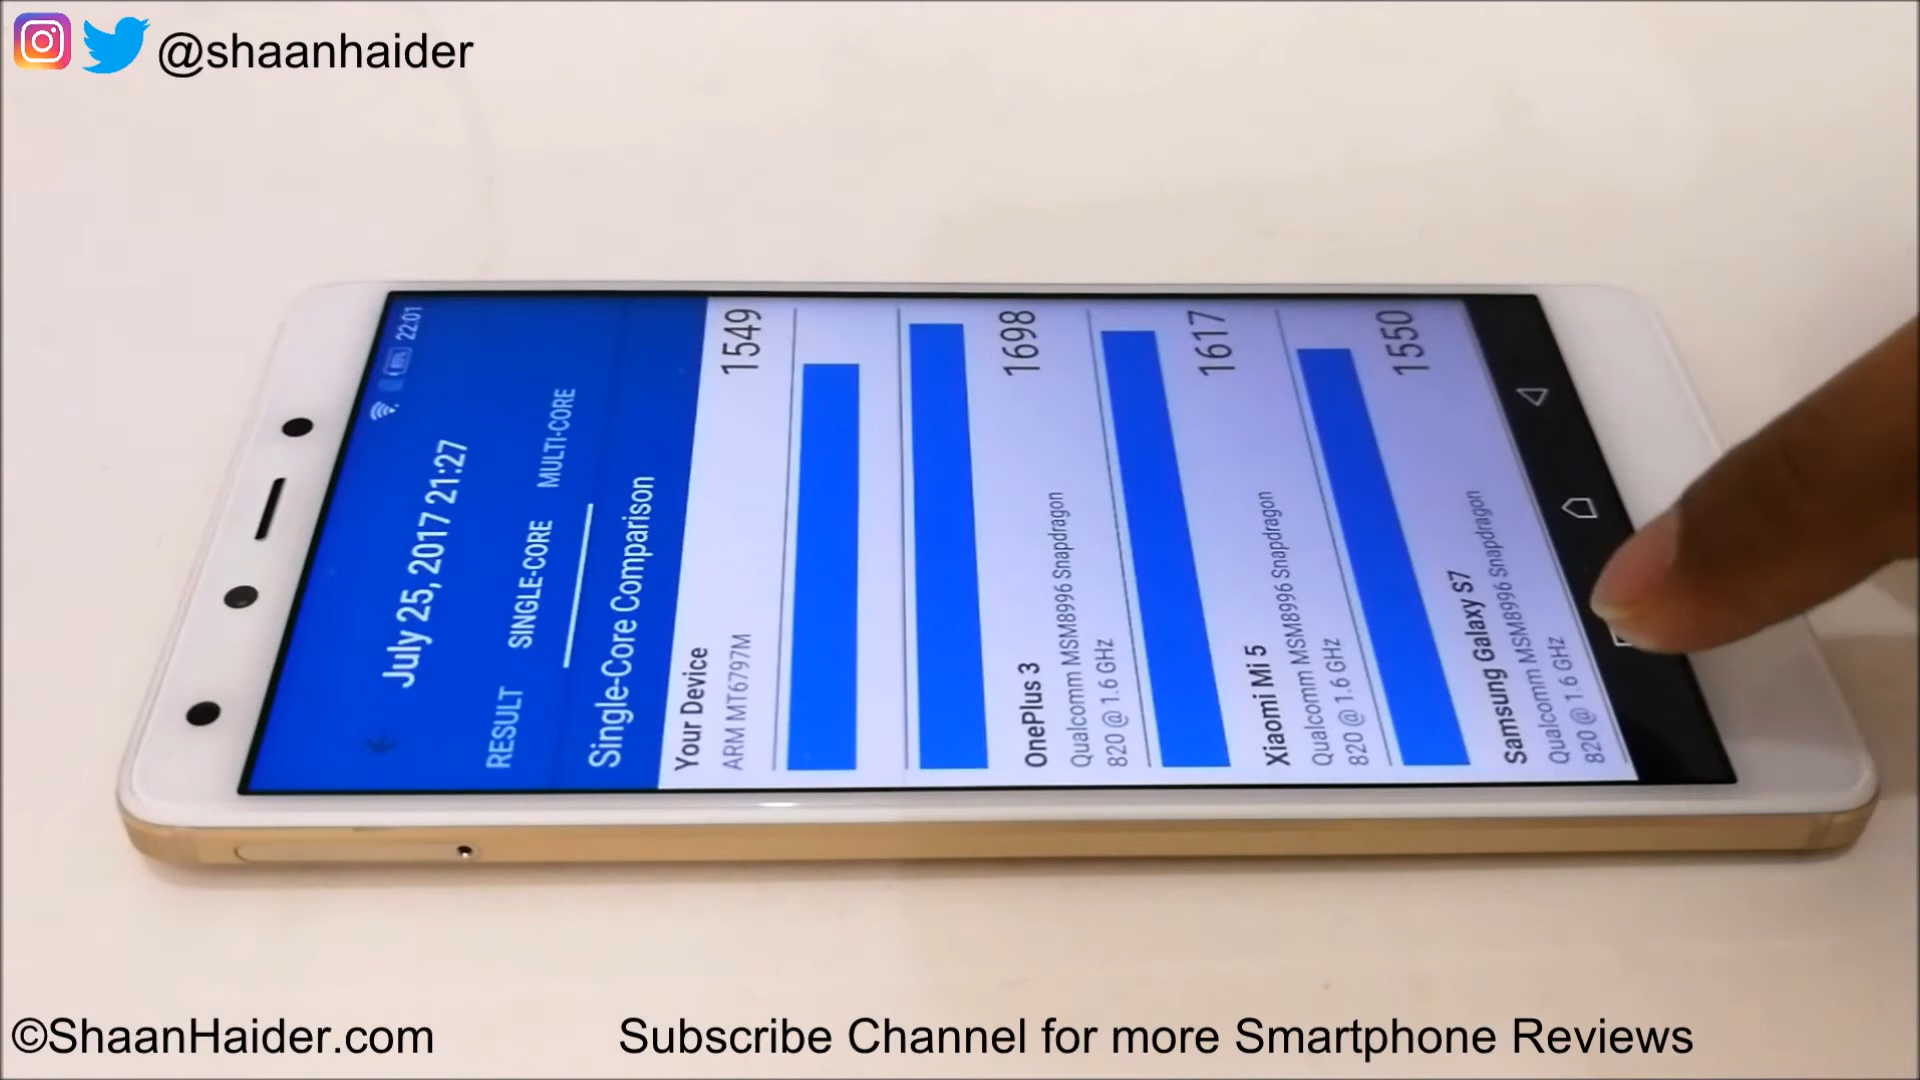 @shaanhaider
22:01
July 25, 2017 21:27
RESULT SINGLE-CORE MULTI-CORE
Single-Core Comparison
Your Device 1549
ARM MT6797M
OnePlus 3 1698
Qualcomm MSM8996 Snapdragon
820 @ 1.6 GHz
Xiaomi Mi 5 1617
Qualcomm MSM8996 Snapdragon
820 @ 1.6 GHz
Samsung Galaxy S7 1550
Qualcomm MSM8996 Snapdragon
820 @ 1.6 GHz
©ShaanHaider.com
Subscribe Channel for more Smartphone Reviews